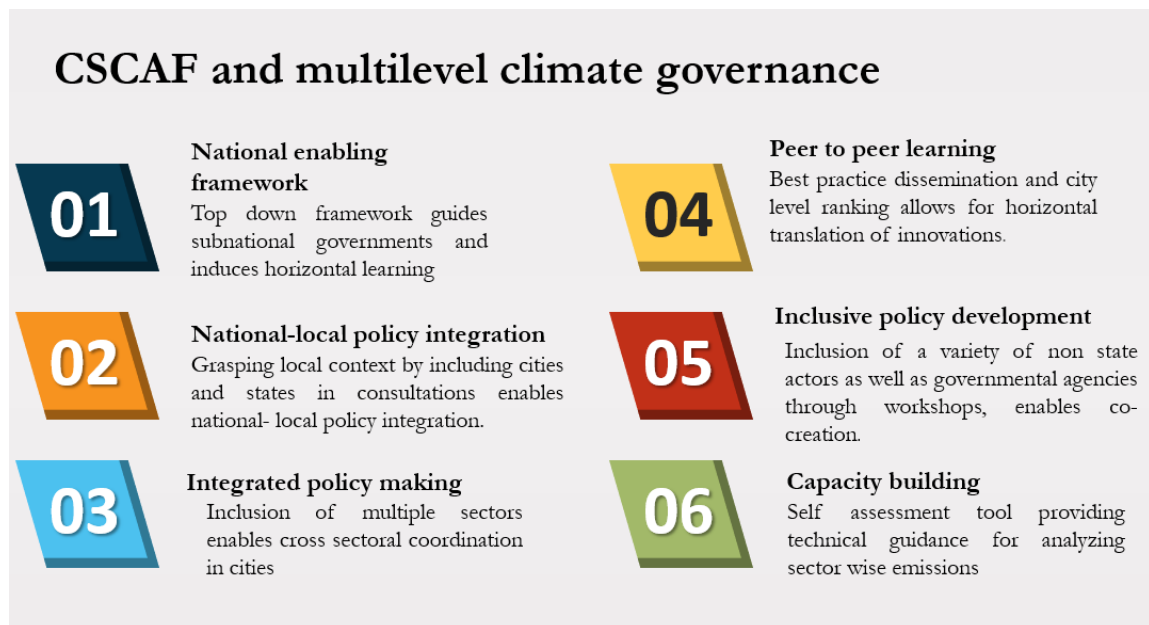 CSCAF and multilevel climate governance
01
National enabling
framework
Top down framework guides
subnational governments and
induces horizontal learning
02
National-local policy integration
Grasping local context by including cities
and states in consultations enables
national- local policy integration.
03
Integrated policy making
Inclusion of multiple sectors
enables cross sectoral coordination
in cities
04
Peer to peer learning
Best practice dissemination and city
level ranking allows for horizontal
translation of innovations.
05
Inclusive policy development
Inclusion of a variety of non state
actors as well as governmental agencies
through workshops, enables co-
creation.
06
Capacity building
Self assessment tool providing
technical guidance for analyzing
sector wise emissions